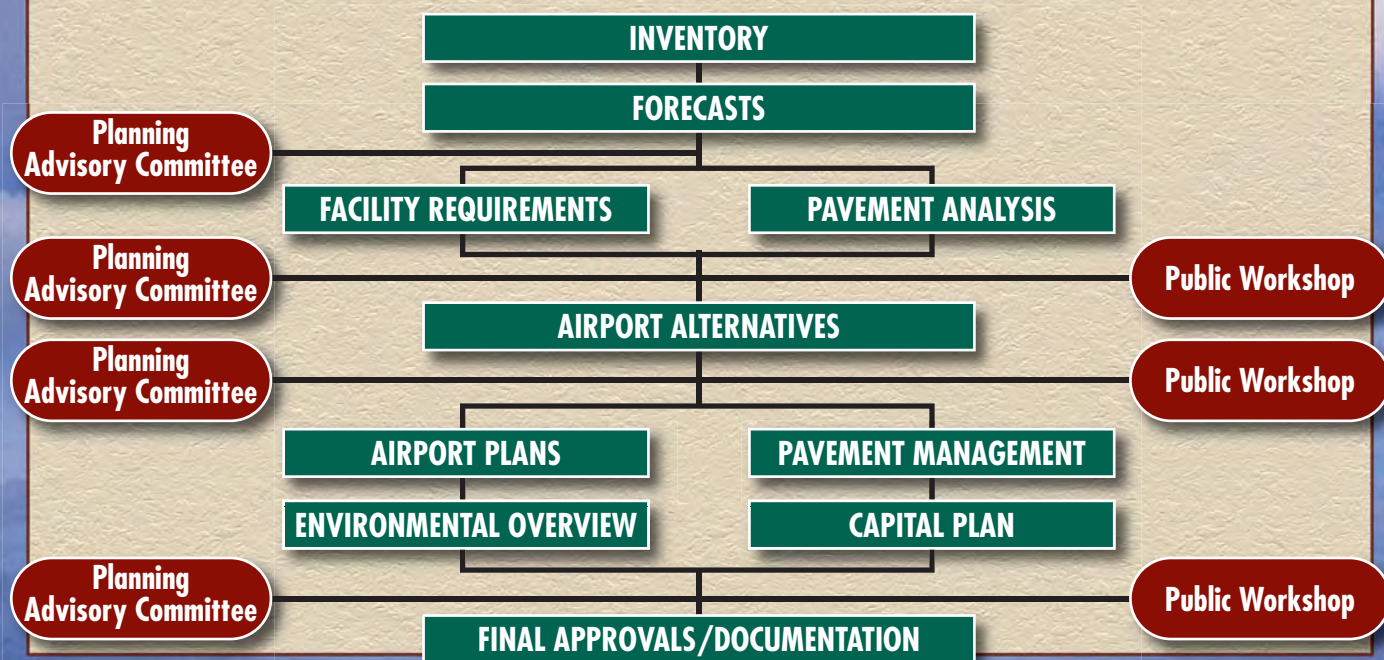 INVENTORY
FORECASTS
Planning
Advisory Committee
FACILITY REQUIREMENTS
PAVEMENT ANALYSIS
Planning
Advisory Committee
Public Workshop
AIRPORT ALTERNATIVES
Planning
Advisory Committee
Public Workshop
AIRPORT PLANS
PAVEMENT MANAGEMENT
ENVIRONMENTAL OVERVIEW
CAPITAL PLAN
Planning
Advisory Committee
Public Workshop
FINAL APPROVALS/DOCUMENTATION